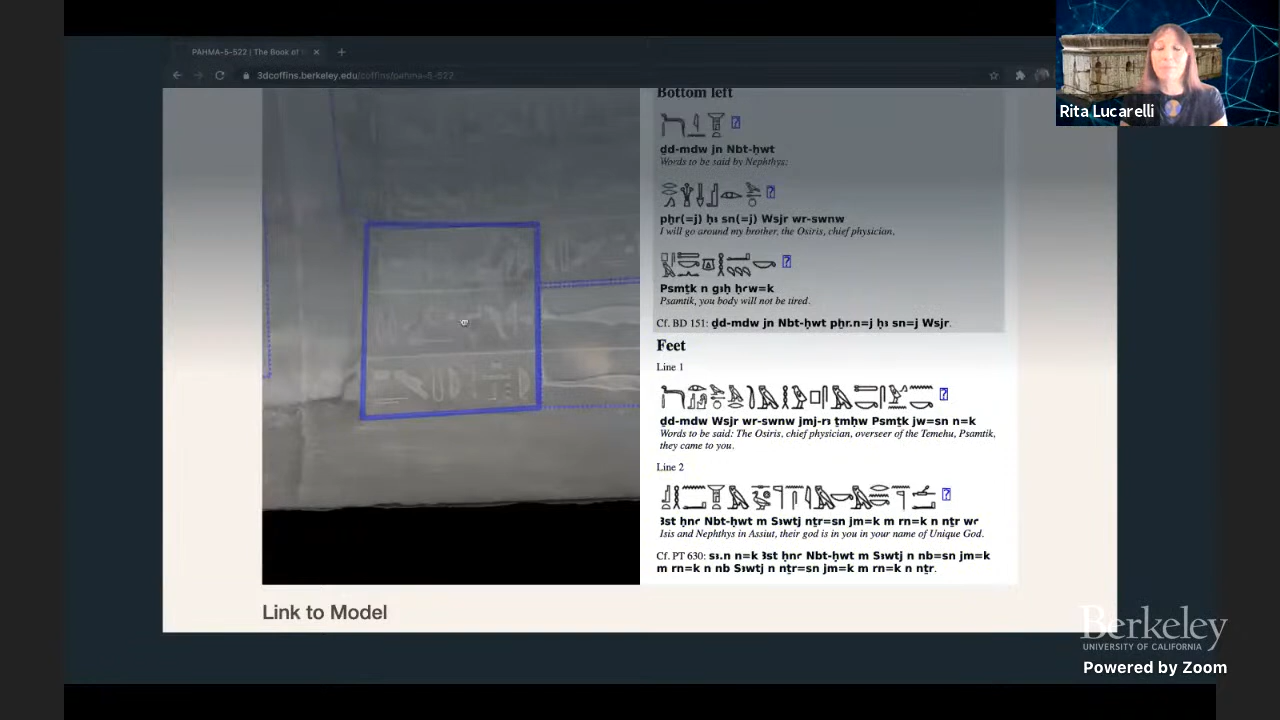 PAHMA-5-522 | The Book of
3dcoffins.berkeley.edu/coffins/pahma-5-522
Rita Lucarelli
Bottom left
ḏd-mdw jn Nbt-ḥwt
Words to be said by Nephthys:
pẖr(=j) ḥꜣ sn(=j) Wsjr wr-swnw
I will go around my brother, the Osiris, chief physician.
Psmṯk n gꜣḥ ḥꜥw=k
Psamtik, you body will not be tired.
Cf. BD 151: ḏd-mdw jn Nbt-ḥwt pẖr.n=j ḥꜣ sn=j Wsjr.
Feet
Line 1
ḏd-mdw Wsjr wr-swnw jmj-rꜣ ṯmḥw Psmṯk jw=sn n=k
Words to be said: The Osiris, chief physician, overseer of the Temehu, Psamtik,
they came to you.
Line 2
Ꜣst ḥnꜥ Nbt-ḥwt m Sꜣwtj nṯr=sn jm=k m rn=k n nṯr wꜥ
Isis and Nephthys in Assiut, their god is in you in your name of Unique God.
Cf. PT 630: sꜣ.n n=k Ꜣst ḥnꜥ Nbt-ḥwt m Sꜣwtj n nb=sn jm=k
m rn=k n nb Sꜣwtj n nṯr=sn jm=k m rn=k n nṯr.
Link to Model
Berkeley
UNIVERSITY OF CALIFORNIA
Powered by Zoom